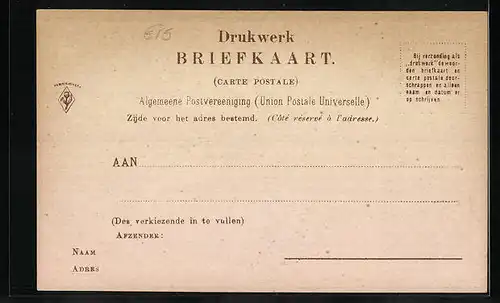 E/5
Drukwerk
BRIEFKAART.
(CARTE POSTALE)
Algemeene Postvereeniging (Union Postale Universelle)
Zijde voor het adres bestemd. (Côté réservé à l'adresse.)
Bij verzending als
„drukwerk” de woor-
den briefkaart en
carte postale door-
schrappen en alleen
naam en datum er
op schrijven.
AAN
(Des verkiezende in te vullen)
AFZENDER:
NAAM
ADRES